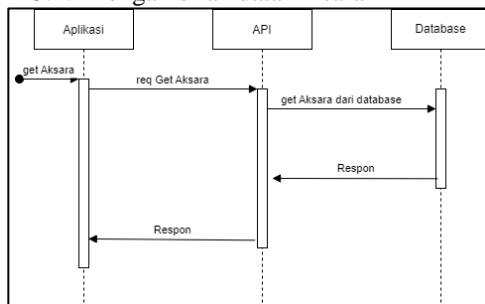 Aplikasi
API
Database
get Aksara
req Get Aksara
get Aksara dari database
Respon
Respon